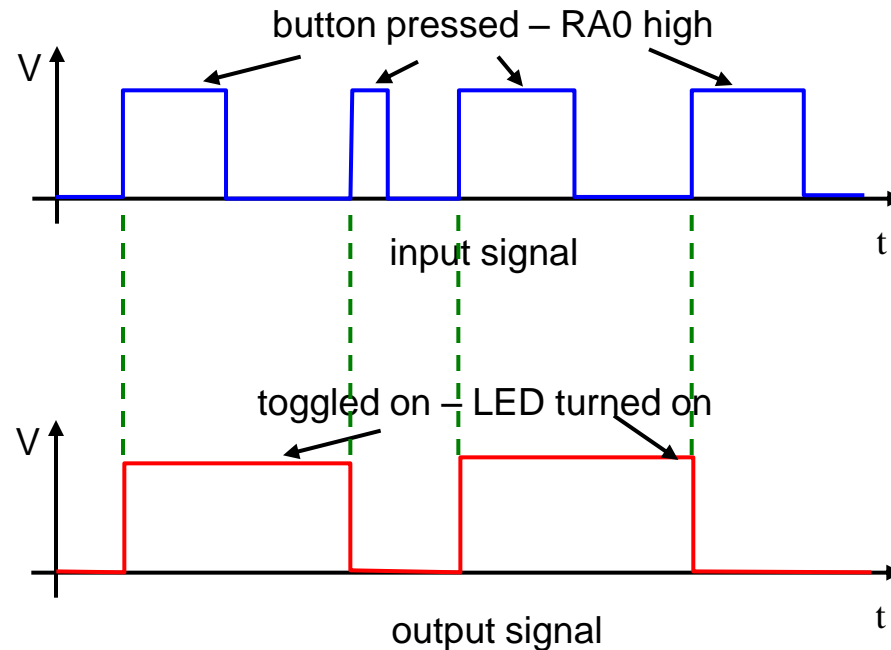 button pressed – RA0 high
V
t
input signal
toggled on – LED turned on
V
t
output signal